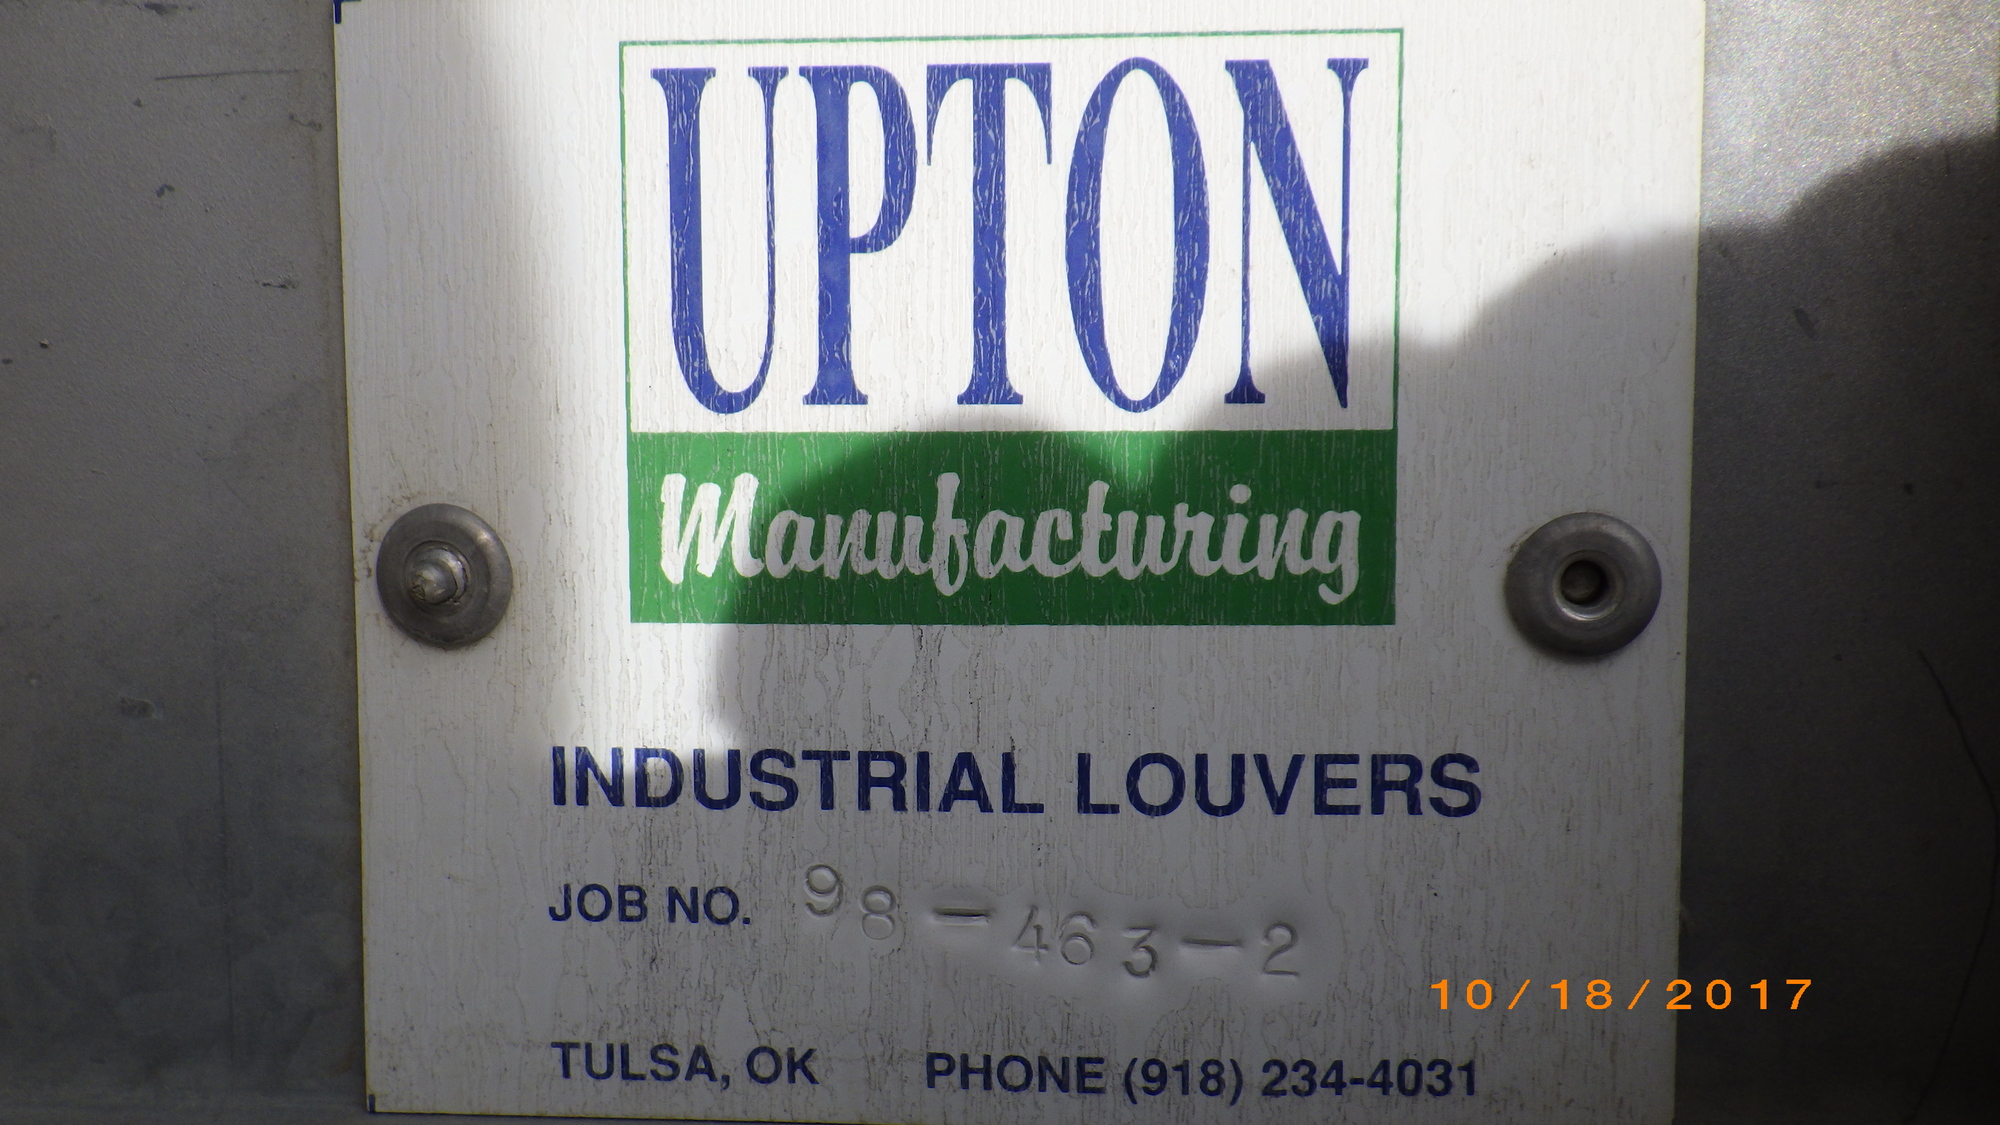 UPTON
Manufacturing
INDUSTRIAL LOUVERS
JOB NO. 98-463-2
10/18/2017
TULSA, OK PHONE (918) 234-4031